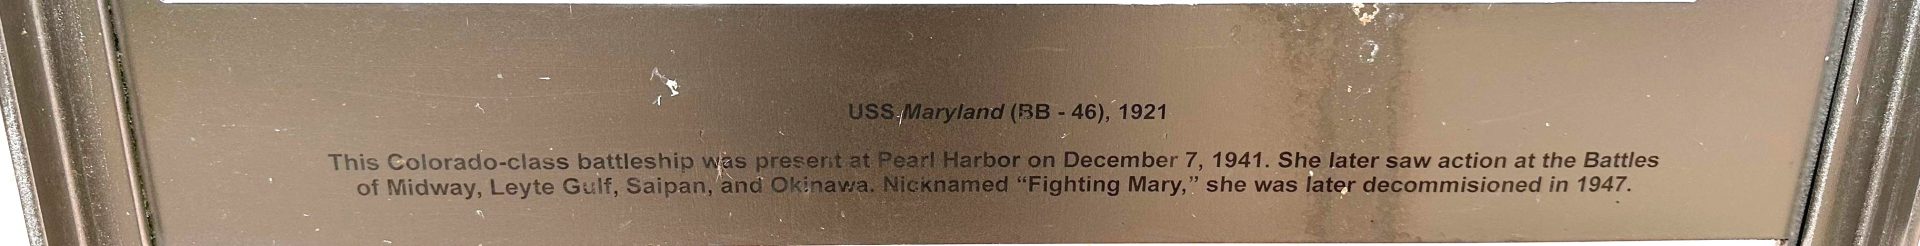 USS Maryland (BB - 46), 1921
This Colorado-class battleship was present at Pearl Harbor on December 7, 1941. She later saw action at the Battles
of Midway, Leyte Gulf, Saipan, and Okinawa. Nicknamed “Fighting Mary,” she was later decommisioned in 1947.